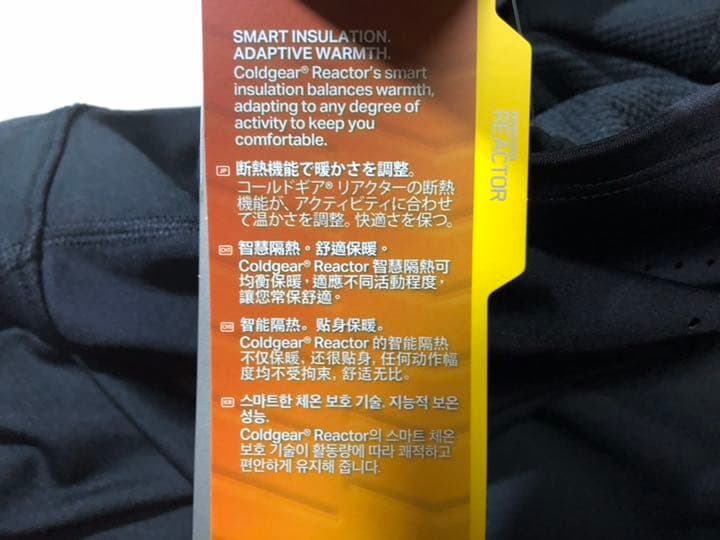 SMART INSULATION.
ADAPTIVE WARMTH.
Coldgear® Reactor's smart
insulation balances warmth,
adapting to any degree of
activity to keep you
comfortable.
JP 断熱機能で暖かさを調整。
コールドギア® リアクターの断熱
機能が、アクティビティに合わせ
て温かさを調整。快適さを保つ。
智慧隔熱。舒適保暖。
Coldgear® Reactor 智慧隔熱可
均衡保暖，適應不同活動程度，
讓您常保舒適。
智能隔热。贴身保暖。
Coldgear® Reactor 的智能隔热
不仅保暖，还很贴身，任何动作幅
度均不受拘束，舒适无比。
KR 스마트한 체온 보호 기술. 지능적 보온
성능.
Coldgear® Reactor의 스마트 체온
보호 기술이 활동량에 따라 쾌적하고
편안하게 유지해 줍니다.
REACTOR